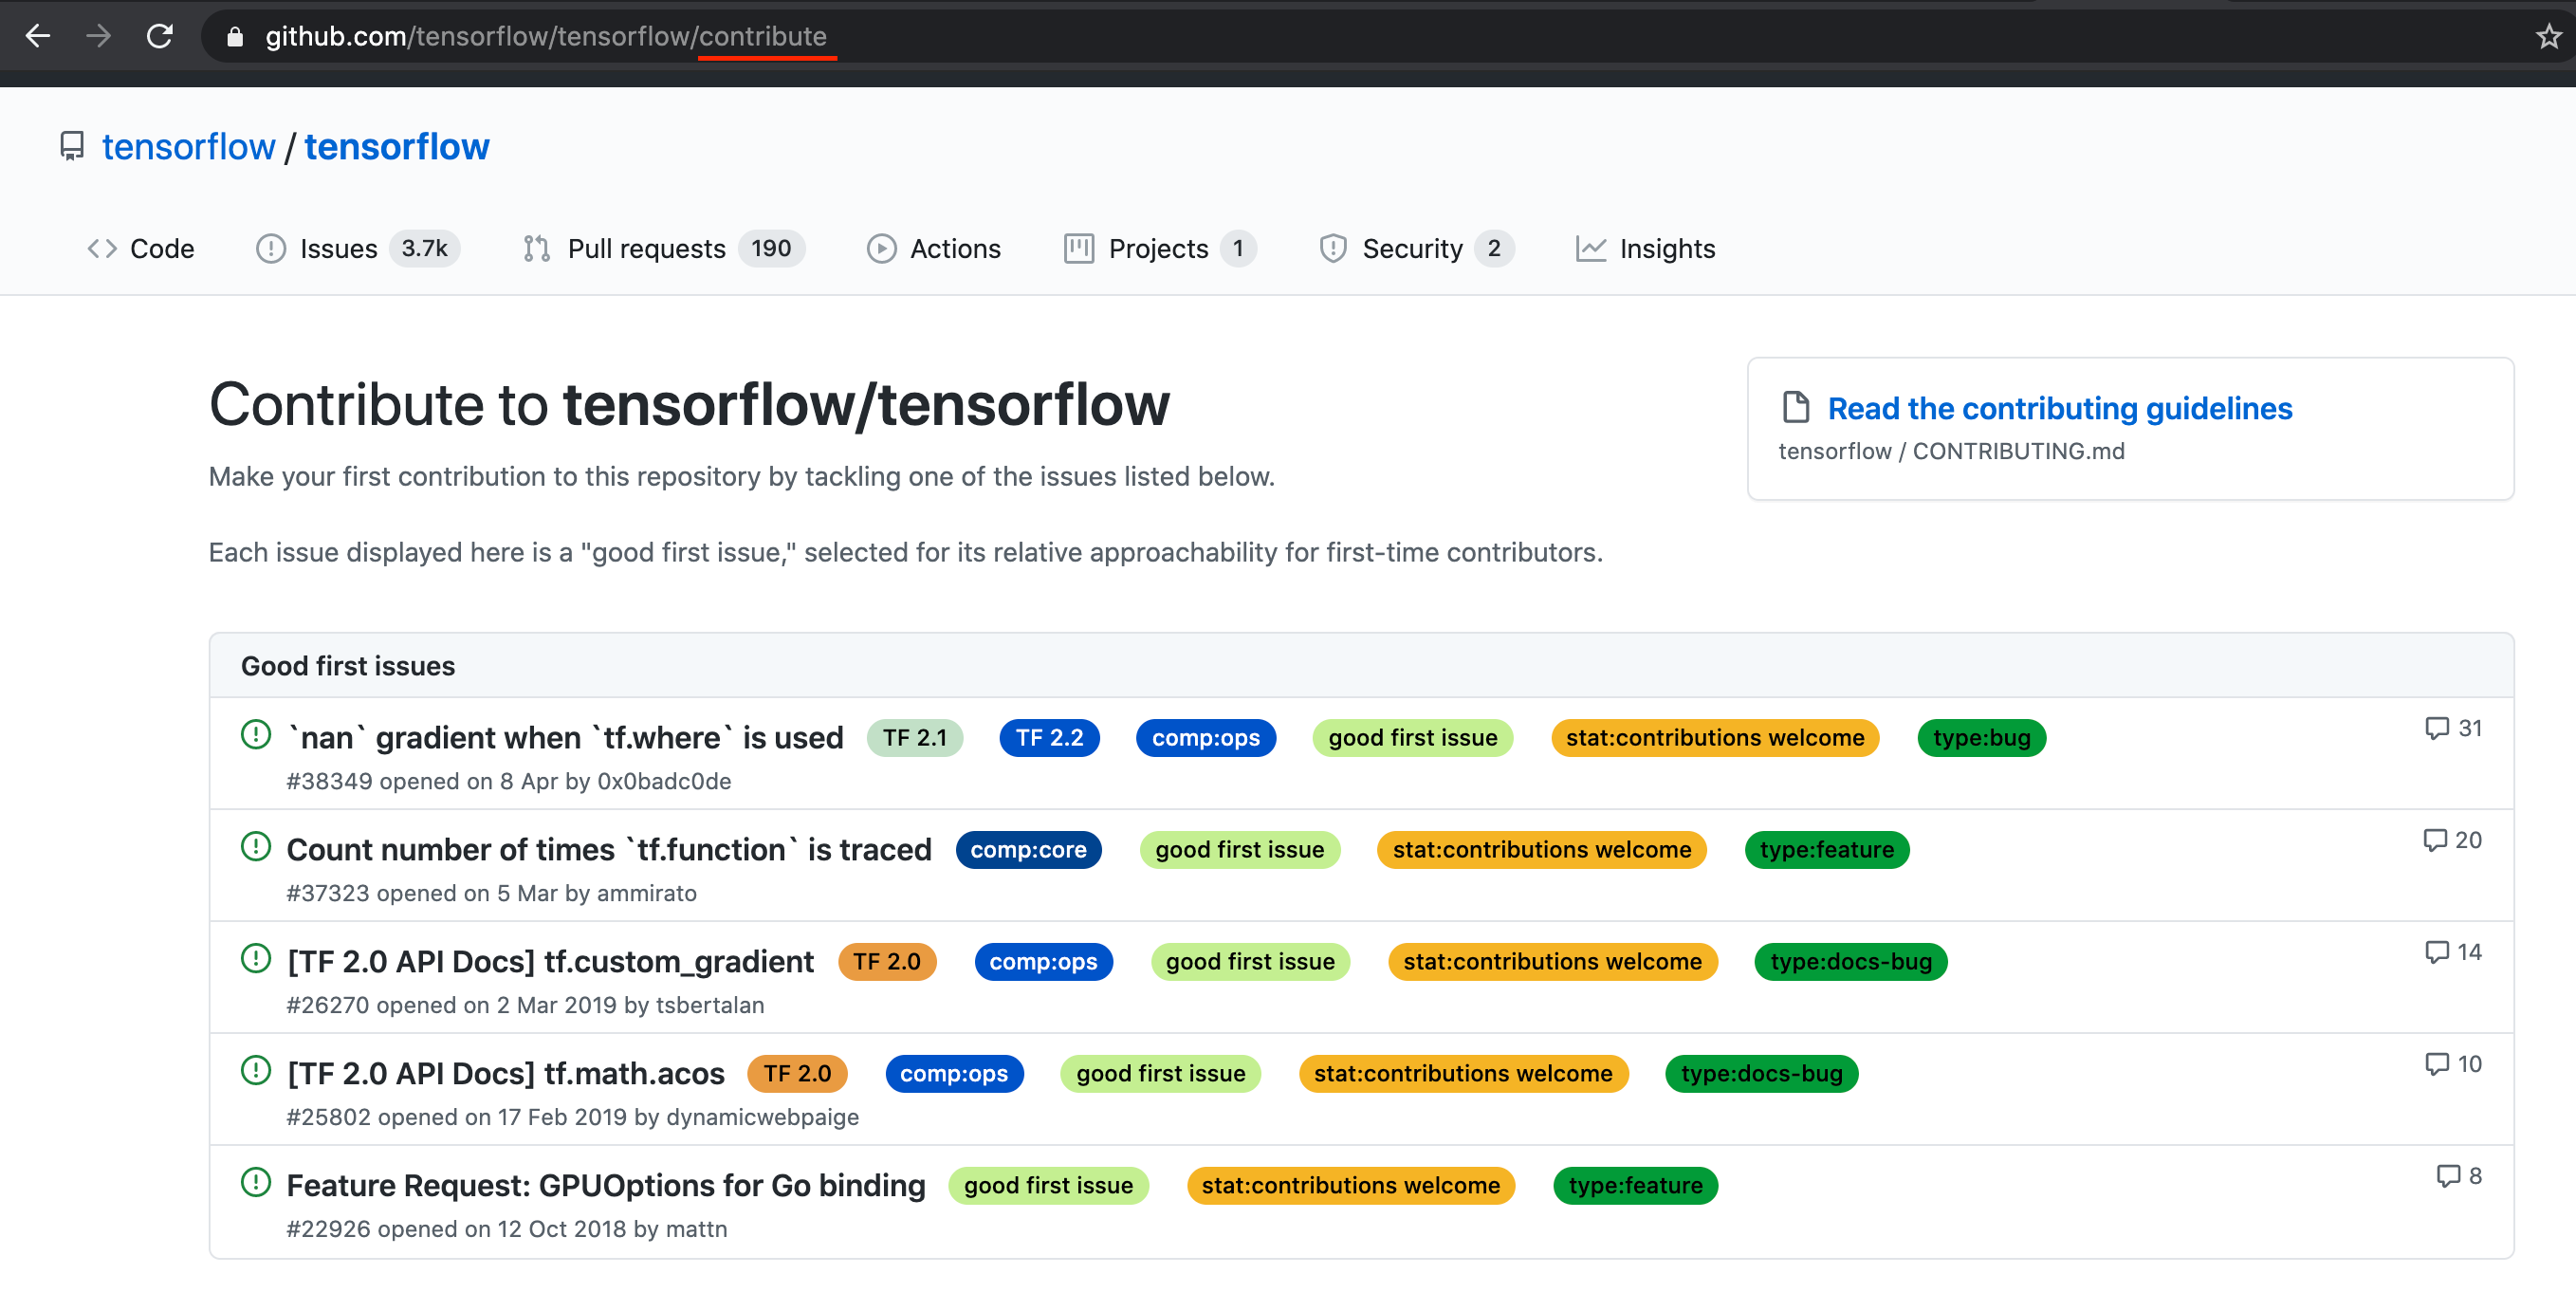 github.com/tensorflow/tensorflow/contribute
tensorflow / tensorflow
Code Issues 3.7k Pull requests 190 Actions Projects 1 Security 2 Insights
Contribute to tensorflow/tensorflow
Read the contributing guidelines
tensorflow / CONTRIBUTING.md
Make your first contribution to this repository by tackling one of the issues listed below.
Each issue displayed here is a "good first issue," selected for its relative approachability for first-time contributors.
Good first issues
`nan` gradient when `tf.where` is used TF 2.1 TF 2.2 comp:ops good first issue stat:contributions welcome type:bug 31
#38349 opened on 8 Apr by 0x0badc0de
Count number of times `tf.function` is traced comp:core good first issue stat:contributions welcome type:feature 20
#37323 opened on 5 Mar by ammirato
[TF 2.0 API Docs] tf.custom_gradient TF 2.0 comp:ops good first issue stat:contributions welcome type:docs-bug 14
#26270 opened on 2 Mar 2019 by tsbertalan
[TF 2.0 API Docs] tf.math.acos TF 2.0 comp:ops good first issue stat:contributions welcome type:docs-bug 10
#25802 opened on 17 Feb 2019 by dynamicwebpaige
Feature Request: GPUOptions for Go binding good first issue stat:contributions welcome type:feature 8
#22926 opened on 12 Oct 2018 by mattn